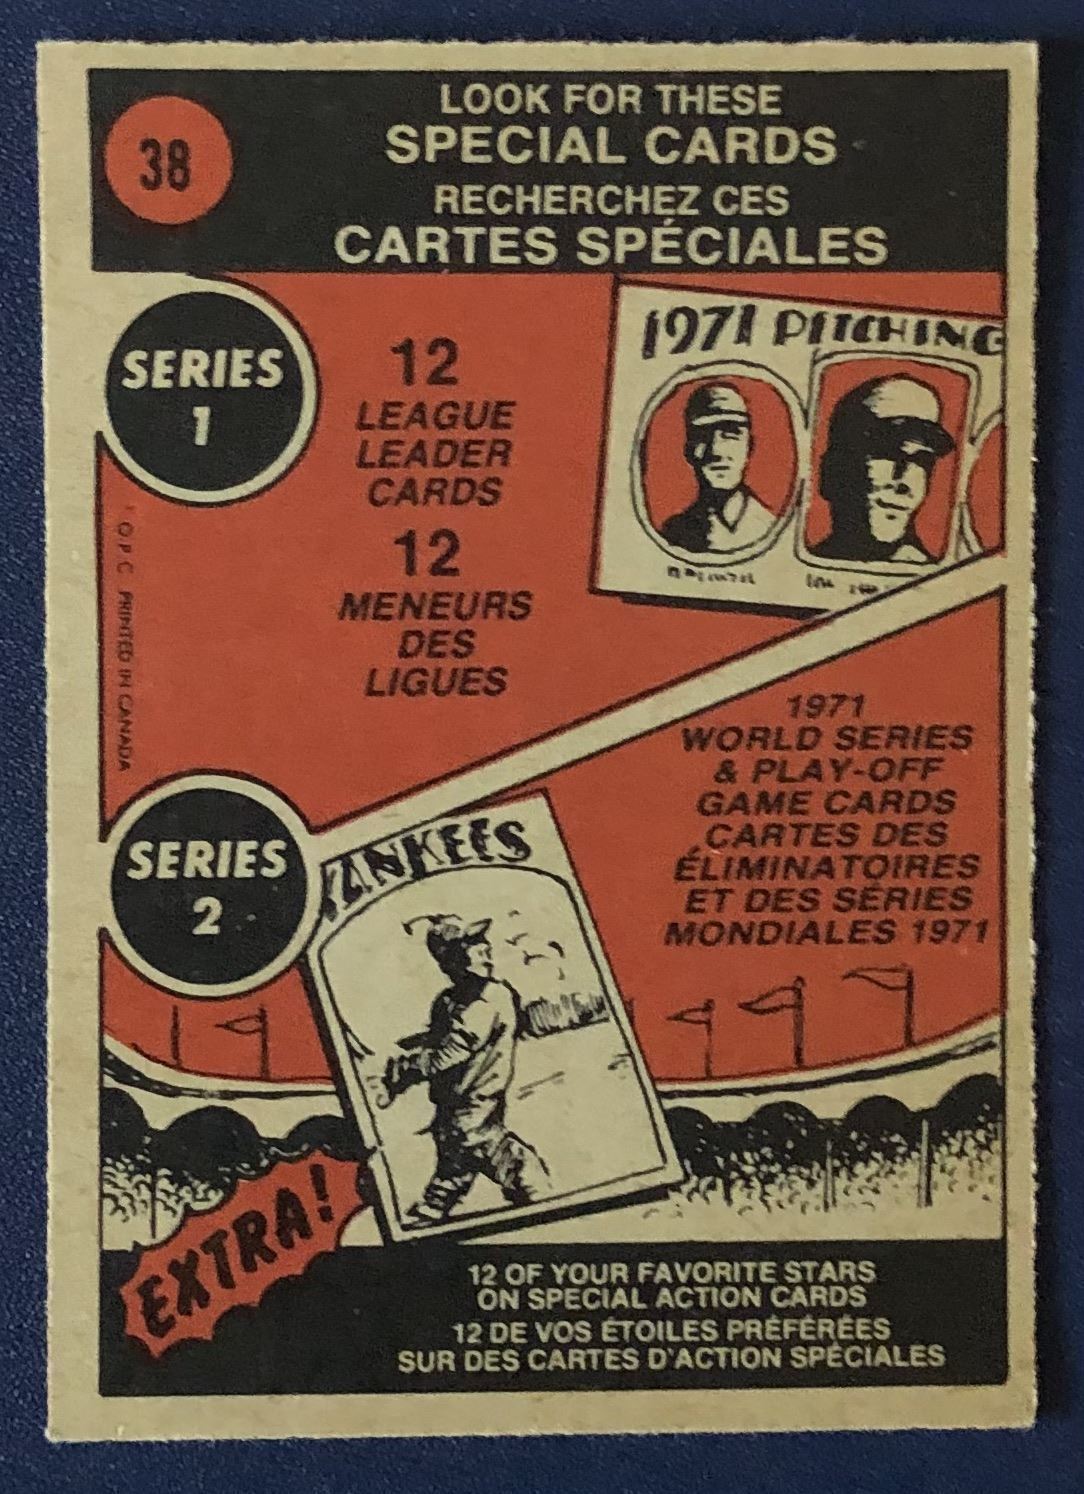 38
LOOK FOR THESE
SPECIAL CARDS
RECHERCHEZ CES
CARTES SPÉCIALES
SERIES
1
12
LEAGUE
LEADER
CARDS
12
MENEURS
DES
LIGUES
1971 PITCHING
O.P.C. PRINTED IN CANADA
SERIES
2
1971
WORLD SERIES
& PLAY-OFF
GAME CARDS
CARTES DES
ÉLIMINATOIRES
ET DES SÉRIES
MONDIALES 1971
YANKEES
EXTRA!
12 OF YOUR FAVORITE STARS
ON SPECIAL ACTION CARDS
12 DE VOS ÉTOILES PRÉFÉRÉES
SUR DES CARTES D'ACTION SPÉCIALES